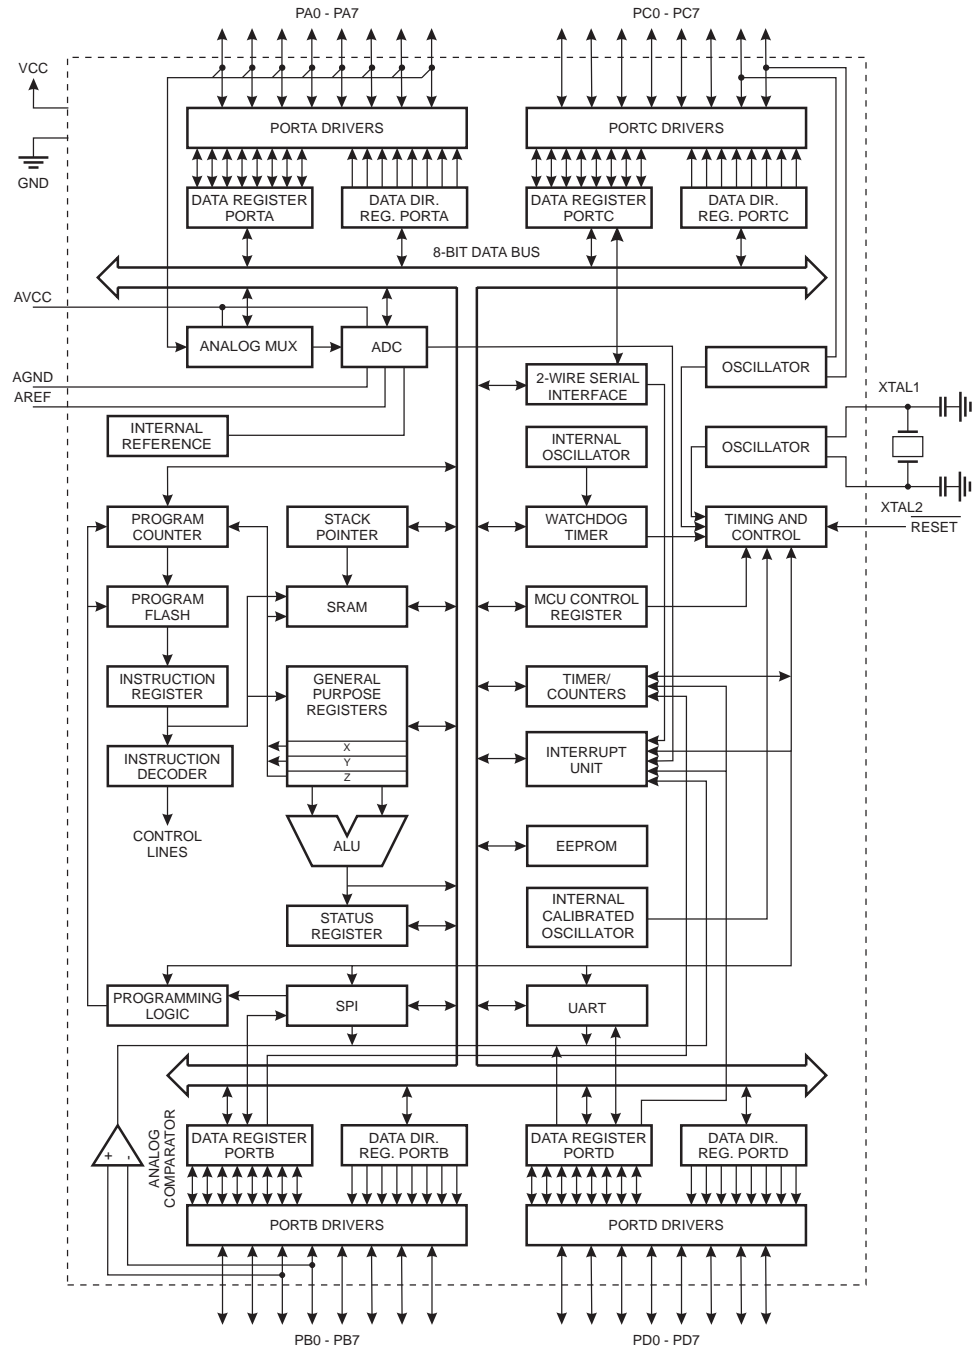 PA0 - PA7
PC0 - PC7
VCC
PORTA DRIVERS
PORTC DRIVERS
GND
DATA REGISTER
PORTA
DATA DIR.
REG. PORTA
DATA REGISTER
PORTC
DATA DIR.
REG. PORTC
8-BIT DATA BUS
AVCC
ANALOG MUX
ADC
OSCILLATOR
AGND
AREF
2-WIRE SERIAL
INTERFACE
XTAL1
INTERNAL
REFERENCE
INTERNAL
OSCILLATOR
OSCILLATOR
XTAL2
PROGRAM
COUNTER
STACK
POINTER
WATCHDOG
TIMER
TIMING AND
CONTROL
RESET
PROGRAM
FLASH
SRAM
MCU CONTROL
REGISTER
INSTRUCTION
REGISTER
GENERAL
PURPOSE
REGISTERS
X
Y
Z
TIMER/
COUNTERS
INSTRUCTION
DECODER
INTERRUPT
UNIT
CONTROL
LINES
ALU
EEPROM
STATUS
REGISTER
INTERNAL
CALIBRATED
OSCILLATOR
PROGRAMMING
LOGIC
SPI
UART
ANALOG
COMPARATOR
+
-
DATA REGISTER
PORTB
DATA DIR.
REG. PORTB
DATA REGISTER
PORTD
DATA DIR.
REG. PORTD
PORTB DRIVERS
PORTD DRIVERS
PB0 - PB7
PD0 - PD7